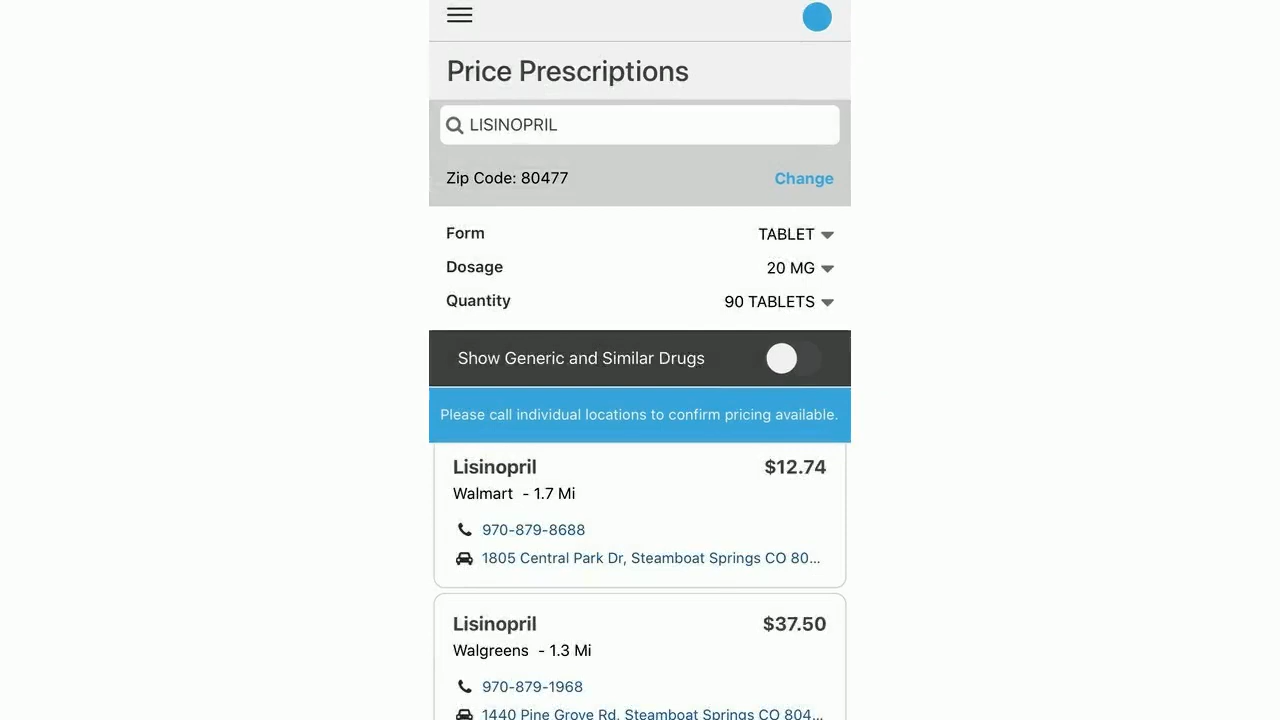 Price Prescriptions
LISINOPRIL
Zip Code: 80477 Change
Form TABLET
Dosage 20 MG
Quantity 90 TABLETS
Show Generic and Similar Drugs
Please call individual locations to confirm pricing available.
Lisinopril $12.74
Walmart - 1.7 Mi
970-879-8688
1805 Central Park Dr, Steamboat Springs CO 80...
Lisinopril $37.50
Walgreens - 1.3 Mi
970-879-1968
1440 Pine Grove Rd, Steamboat Springs CO 804...